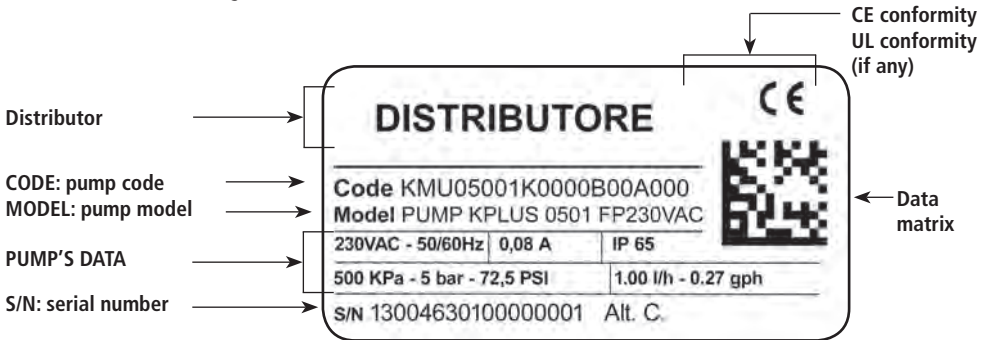 CE conformity
UL conformity
(if any)
Distributor
DISTRIBUTORE
CE
CODE: pump code
MODEL: pump model
Code KMU05001K0000B00A000
Model PUMP KPLUS 0501 FP230VAC
Data
matrix
PUMP'S DATA
230VAC - 50/60Hz 0,08 A IP 65
500 KPa - 5 bar - 72,5 PSI 1.00 l/h - 0.27 gph
S/N: serial number
S/N 13004630100000001 Alt. C.